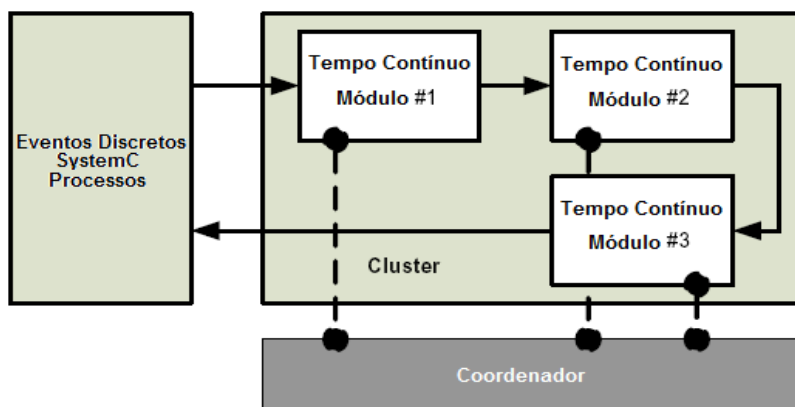 Eventos Discretos
SystemC
Processos
Tempo Contínuo
Módulo #1
Tempo Contínuo
Módulo #2
Tempo Contínuo
Módulo #3
Cluster
Coordenador